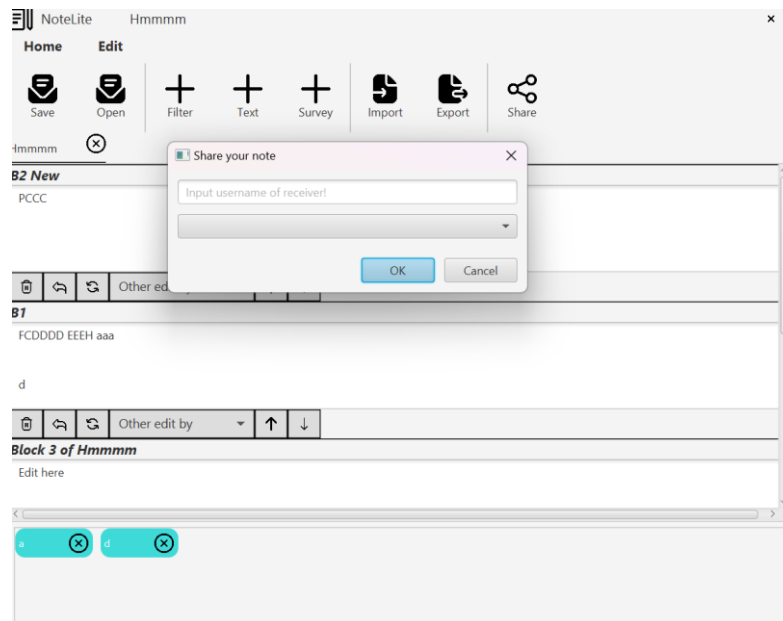 NoteLite Hmmmm
Home Edit
Save Open Filter Text Survey Import Export Share
Hmmmm
Share your note
Input username of receiver!
OK Cancel
B2 New
PCCC
Other ed
B1
FCDDDD EEEH aaa
d
Other edit by
Block 3 of Hmmmm
Edit here
a d